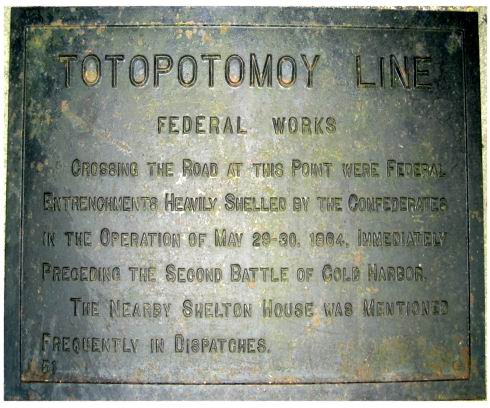 TOTOPOTOMOY LINE
FEDERAL WORKS
CROSSING THE ROAD AT THIS POINT WERE FEDERAL
ENTRENCHMENTS HEAVILY SHELLED BY THE CONFEDERATES
IN THE OPERATION OF MAY 29-30, 1864, IMMEDIATELY
PRECEDING THE SECOND BATTLE OF COLD HARBOR.
THE NEARBY SHELTON HOUSE WAS MENTIONED
FREQUENTLY IN DISPATCHES.
51